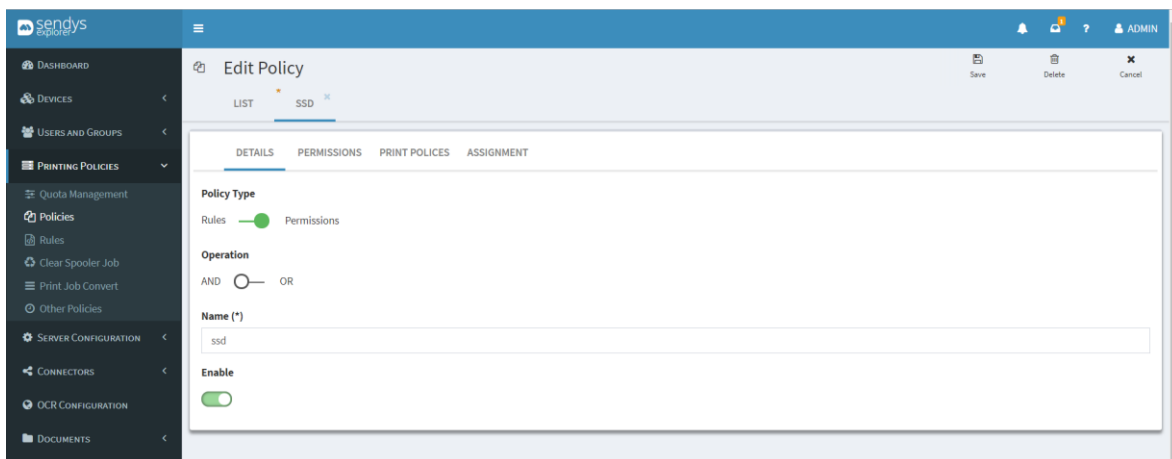 sendys
explorer
1
?
ADMIN
DASHBOARD
DEVICES
USERS AND GROUPS
PRINTING POLICIES
Quota Management
Policies
Rules
Clear Spooler Job
Print Job Convert
Other Policies
SERVER CONFIGURATION
CONNECTORS
OCR CONFIGURATION
DOCUMENTS
Edit Policy
Save
Delete
Cancel
LIST
* SSD ×
DETAILS PERMISSIONS PRINT POLICES ASSIGNMENT
Policy Type
Rules Permissions
Operation
AND OR
Name (*)
ssd
Enable